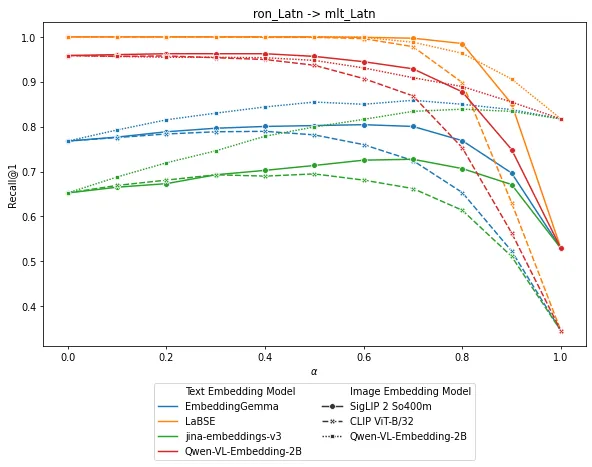 ron_Latn -> mlt_Latn
Recall@1
1.0
0.9
0.8
0.7
0.6
0.5
0.4
0.0 0.2 0.4 0.6 0.8 1.0
α
Text Embedding Model
EmbeddingGemma
LaBSE
jina-embeddings-v3
Qwen-VL-Embedding-2B
Image Embedding Model
SigLIP 2 So400m
CLIP ViT-B/32
Qwen-VL-Embedding-2B